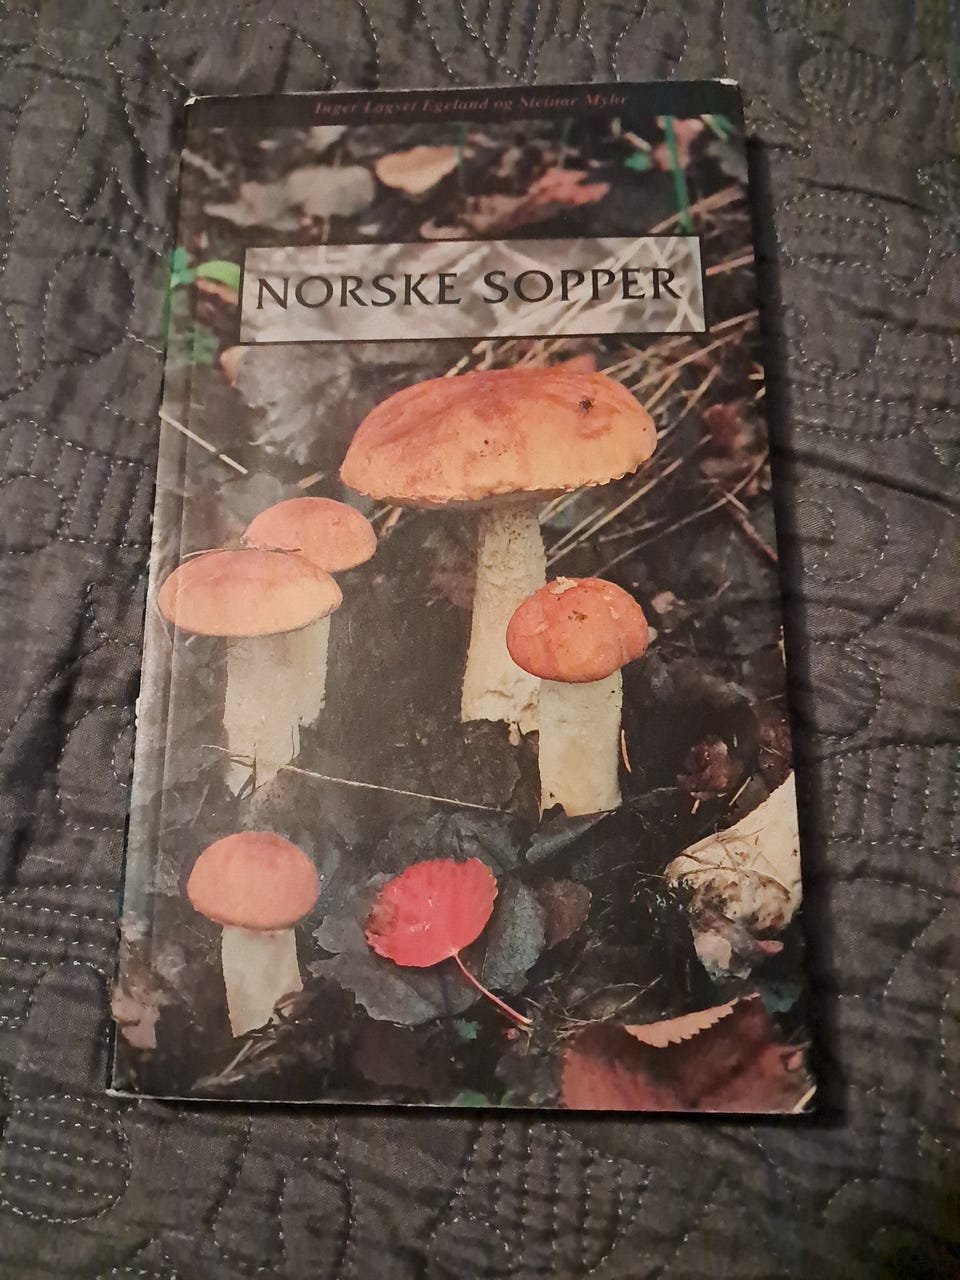 Inger Lagset Egeland og Steinar Myhr
NORSKE SOPPER